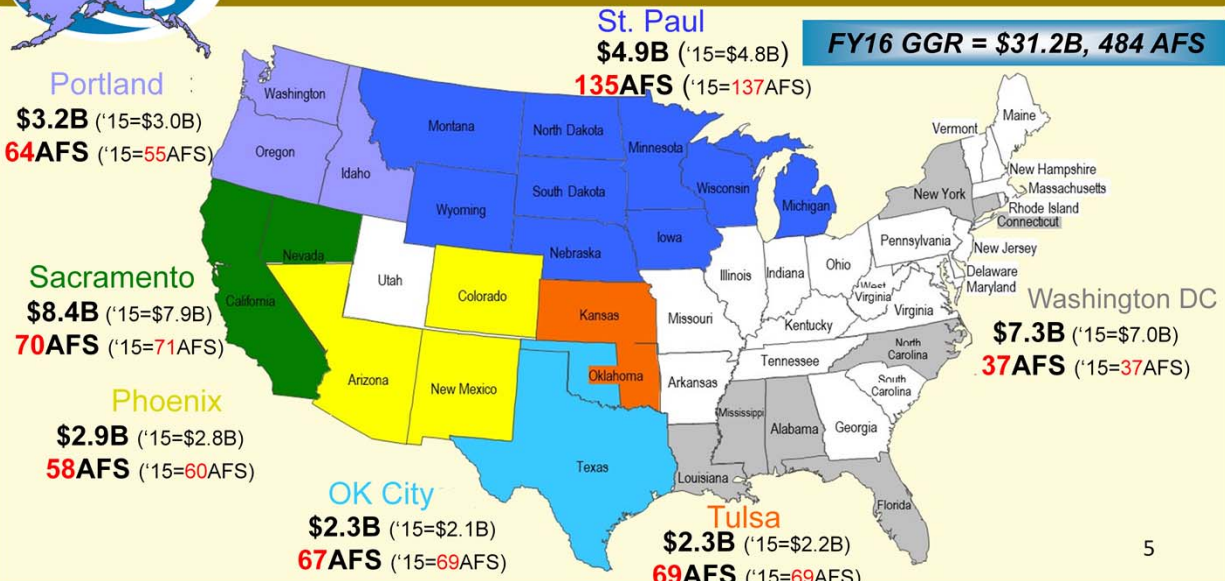 St. Paul
$4.9B ('15=$4.8B)
135AFS ('15=137AFS)
FY16 GGR = $31.2B, 484 AFS
Portland
$3.2B ('15=$3.0B)
64AFS ('15=55AFS)
Sacramento
$8.4B ('15=$7.9B)
70AFS ('15=71AFS)
Phoenix
$2.9B ('15=$2.8B)
58AFS ('15=60AFS)
OK City
$2.3B ('15=$2.1B)
67AFS ('15=69AFS)
Tulsa
$2.3B ('15=$2.2B)
69AFS ('15=69AFS)
Washington DC
$7.3B ('15=$7.0B)
37AFS ('15=37AFS)
Washington
Oregon
Idaho
Montana
North Dakota
Minnesota
South Dakota
Wyoming
Wisconsin
Michigan
Iowa
Nebraska
Nevada
California
Utah
Colorado
Arizona
New Mexico
Kansas
Oklahoma
Texas
Missouri
Arkansas
Illinois
Indiana
Ohio
Kentucky
Tennessee
Mississippi
Alabama
Georgia
Louisiana
Florida
West
Virginia
Virginia
North
Carolina
South
Carolina
Pennsylvania
New York
Vermont
Maine
New Hampshire
Massachusetts
Rhode Island
Connecticut
New Jersey
Delaware
Maryland
5